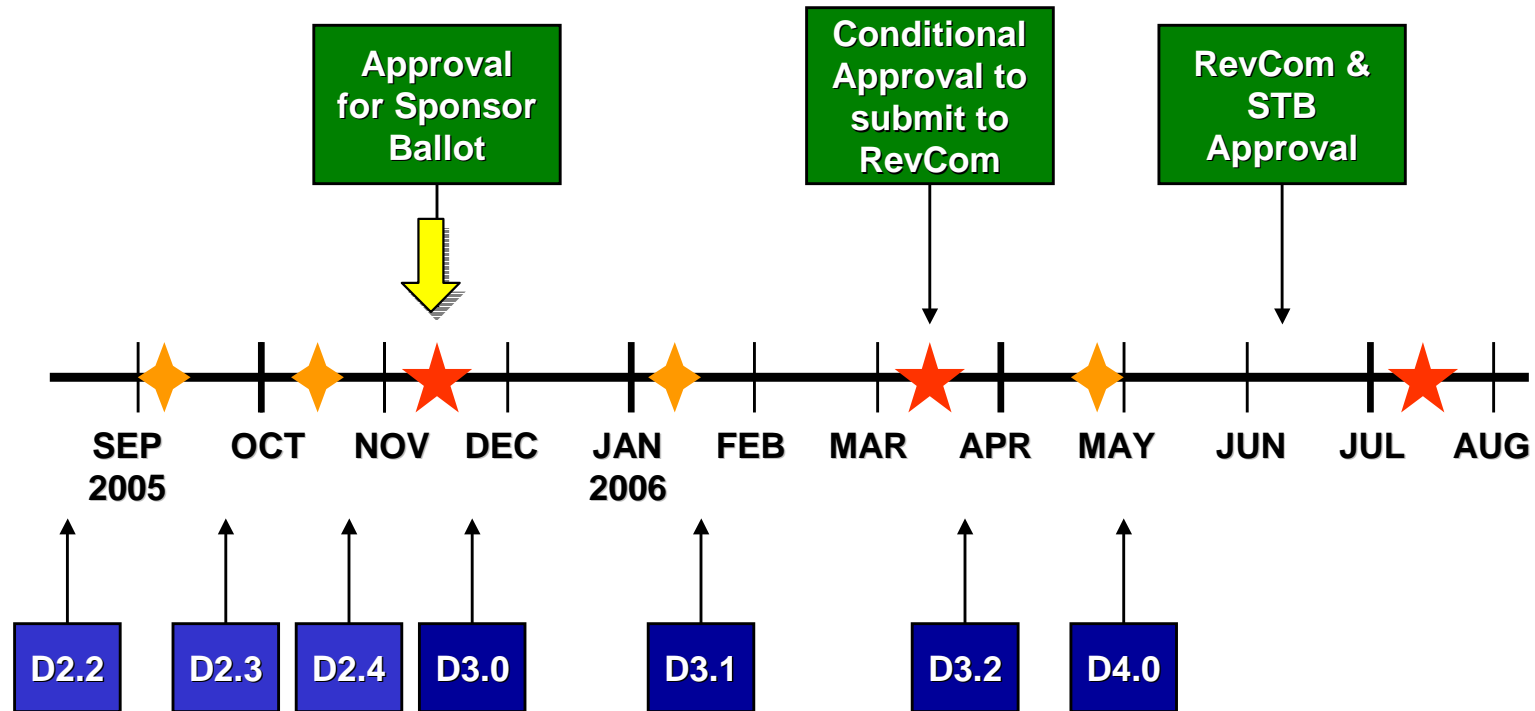 Approval
for Sponsor
Ballot
Conditional
Approval to
submit to
RevCom
RevCom &
STB
Approval
SEP
2005
OCT
NOV
DEC
JAN
2006
FEB
MAR
APR
MAY
JUN
JUL
AUG
D2.2
D2.3
D2.4
D3.0
D3.1
D3.2
D4.0